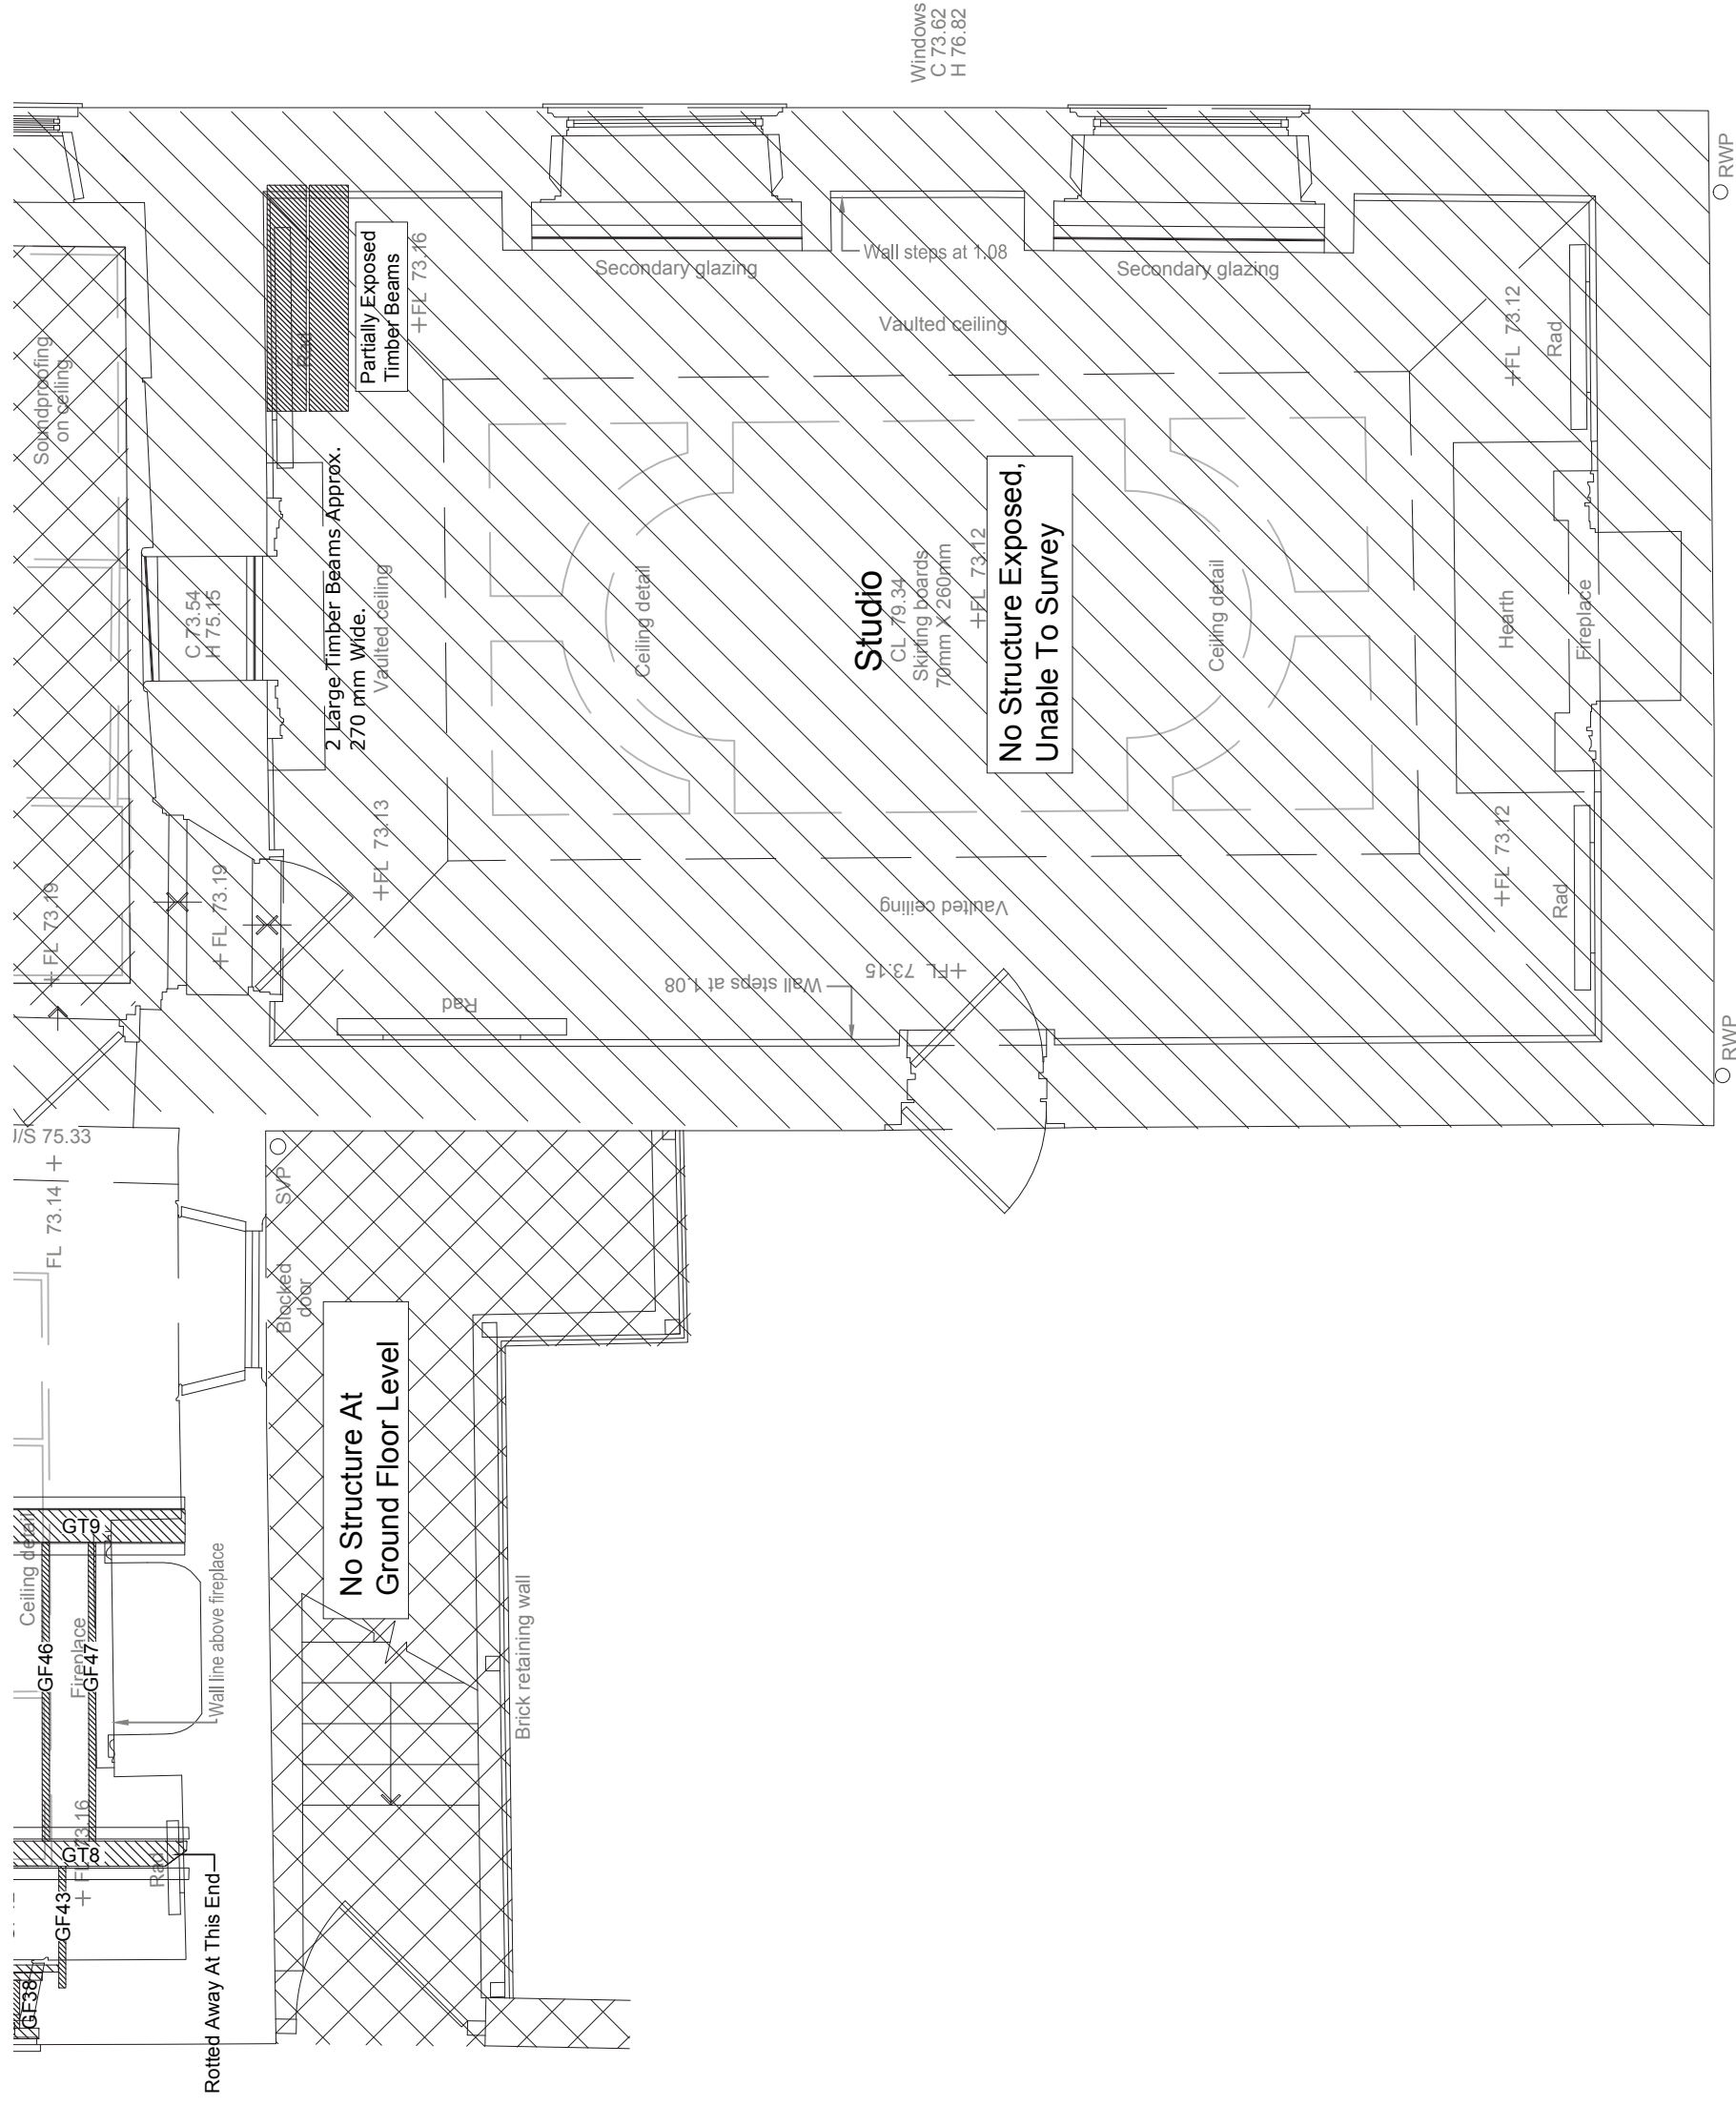 Windows
C 73.62
H 76.82
RWP
Soundproofing
on ceiling
Rad
Partially Exposed
Timber Beams
+FL 73.16
Secondary glazing
Wall steps at 1.08
Secondary glazing
Vaulted ceiling
+FL 73.12
Rad
C 73.54
H 75.15
2 Large Timber Beams Approx.
270 mm Wide.
Vaulted ceiling
Ceiling detail
Studio
CL 79.34
Skirting boards
70mm X 260mm
+FL 73.12
No Structure Exposed,
Unable To Survey
Ceiling detail
Hearth
Fireplace
+ FL 73.19
+ FL 73.19
+FL 73.13
Vaulted ceiling
+FL 73.12
Rad
Rad
Wall steps at 1.08
+FL 73.15
RWP
/S 75.33
FL 73.14 +
SVP
Blocked
door
No Structure At
Ground Floor Level
Ceiling detail
GT9
GF46
Fireplace
GF47
Wall line above fireplace
Brick retaining wall
+ FL 73.16
GT8
Rad
GF43
GF38
Rotted Away At This End